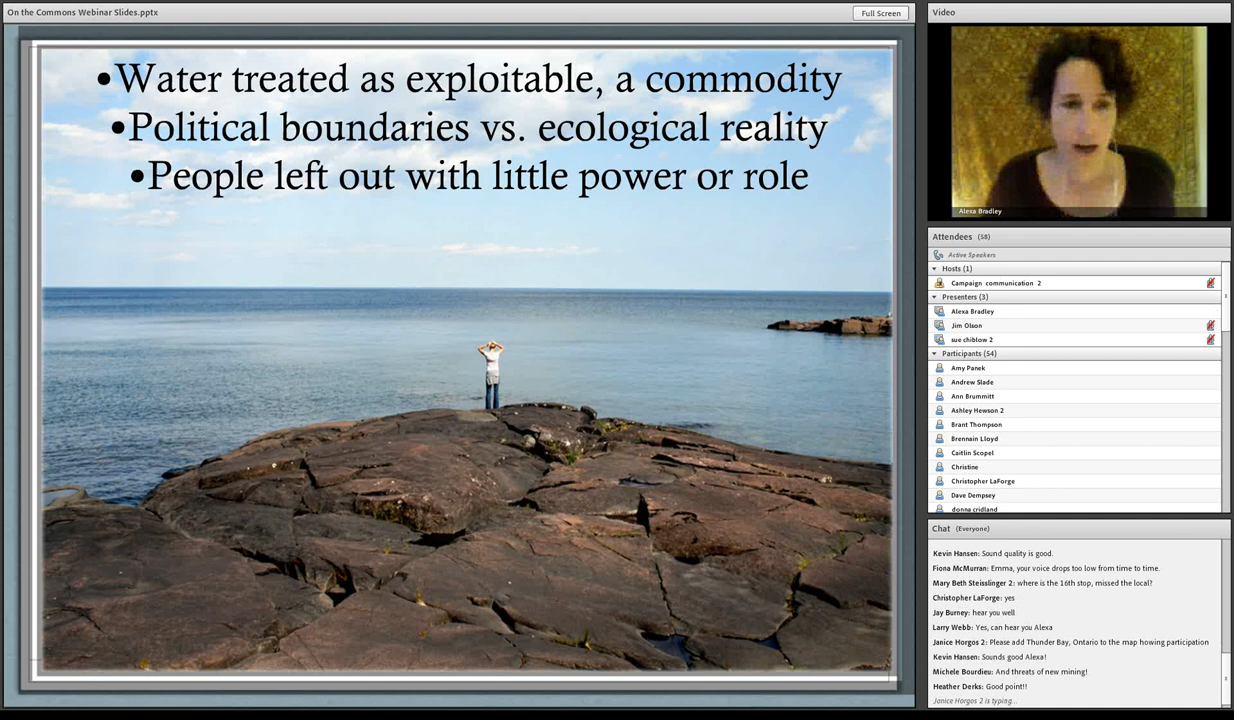 On the Commons Webinar Slides.pptx
Full Screen
•Water treated as exploitable, a commodity
•Political boundaries vs. ecological reality
•People left out with little power or role
Video
Alexa Bradley
Attendees (58)
Active Speakers
Hosts (1)
Campaign communication 2
Presenters (3)
Alexa Bradley
Jim Olson
sue chiblow 2
Participants (54)
Amy Panek
Andrew Slade
Ann Brummitt
Ashley Hewson 2
Brant Thompson
Brennain Lloyd
Caitlin Scopel
Christine
Christopher LaForge
Dave Dempsey
donna cridland
Chat (Everyone)
Kevin Hansen: Sound quality is good.
Fiona McMurran: Emma, your voice drops too low from time to time.
Mary Beth Steisslinger 2: where is the 16th stop, missed the local?
Christopher LaForge: yes
Jay Burney: hear you well
Larry Webb: Yes, can hear you Alexa
Janice Horgos 2: Please add Thunder Bay, Ontario to the map howing participation
Kevin Hansen: Sounds good Alexa!
Michele Bourdieu: And threats of new mining!
Heather Derks: Good point!!
Janice Horgos 2 is typing...